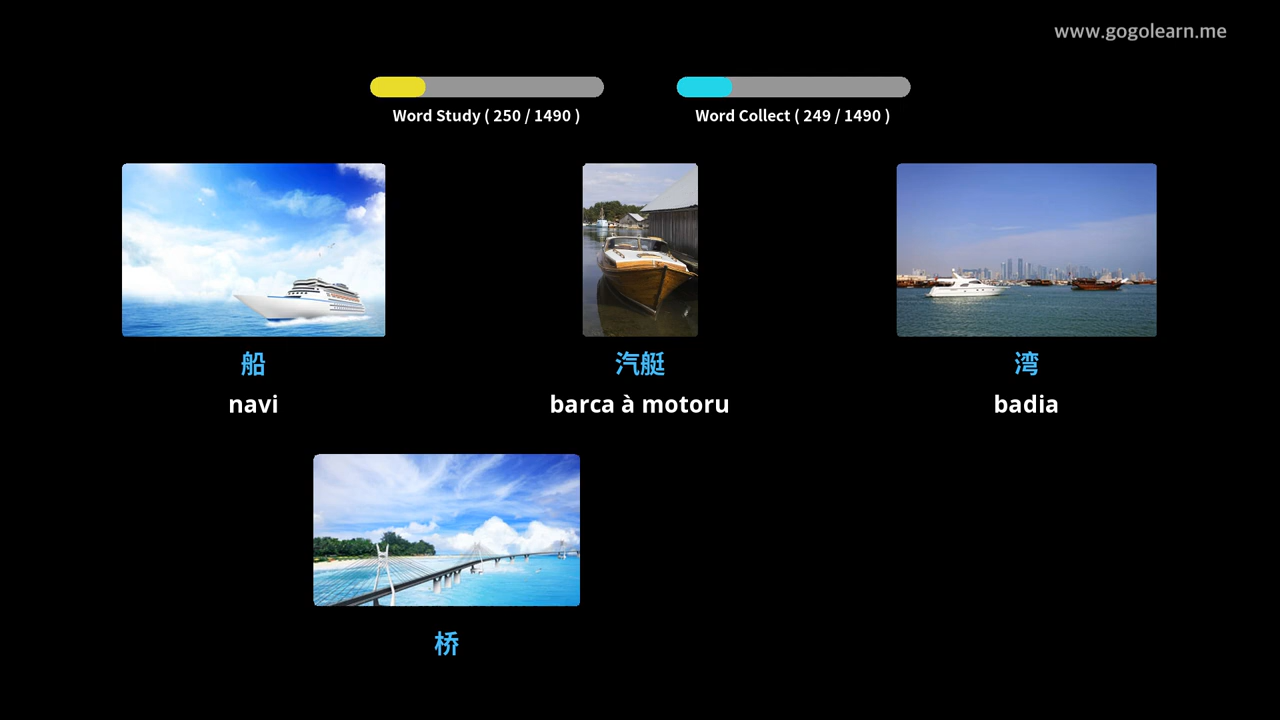 www.gogolearn.me
Word Study ( 250 / 1490 )
Word Collect ( 249 / 1490 )
船
汽艇
湾
navi
barca à motoru
badia
桥